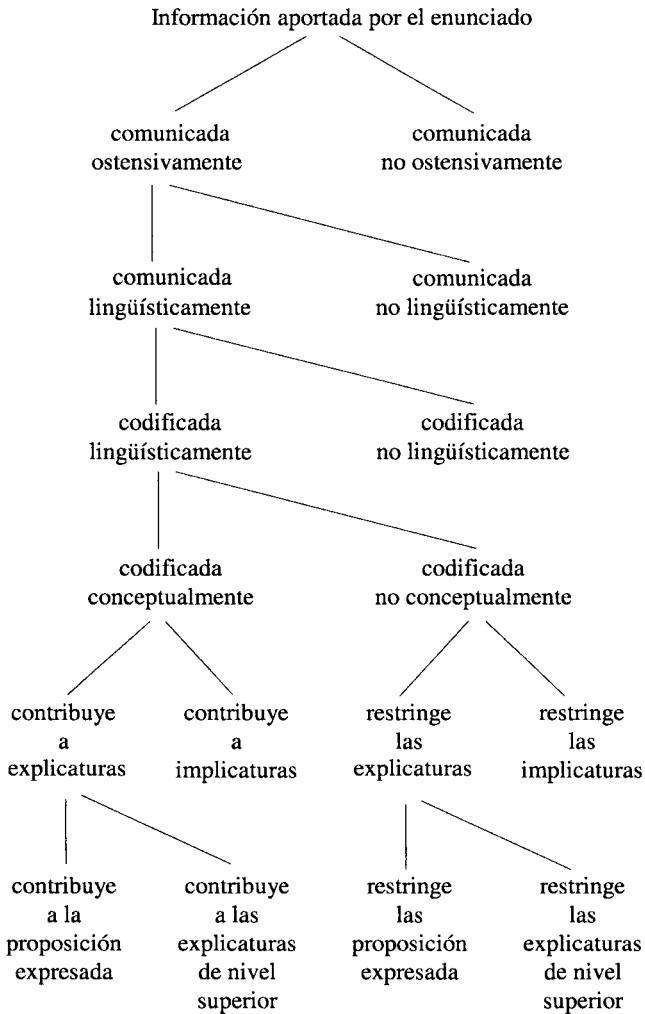 Información aportada por el enunciado
comunicada
ostensivamente
comunicada
no ostensivamente
comunicada
lingüísticamente
comunicada
no lingüísticamente
codificada
lingüísticamente
codificada
no lingüísticamente
codificada
conceptualmente
codificada
no conceptualmente
contribuye
a
explicaturas
contribuye
a
implicaturas
restringe
las
explicaturas
restringe
las
implicaturas
contribuye
a la
proposición
expresada
contribuye
a las
explicaturas
de nivel
superior
restringe
las
proposición
expresada
restringe
las
explicaturas
de nivel
superior